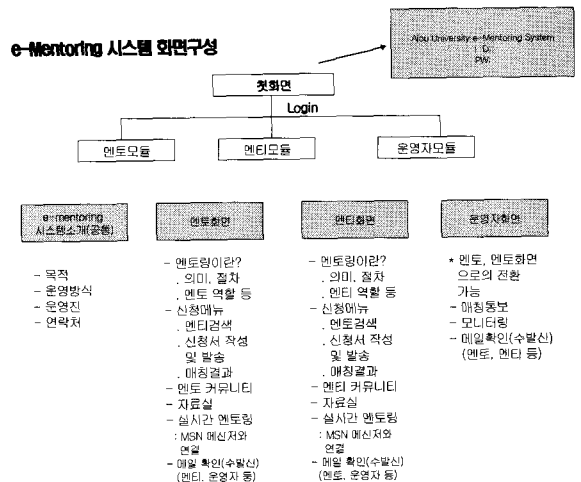 e-Mentoring 시스템 화면구성
Ajou University e-Mentoring System
I D:
PW:
첫화면
Login
멘토모듈
멘티모듈
운영자모듈
e-mentoring
시스템소개(공통)
- 목적
- 운영방식
- 운영진
- 연락처
멘토화면
- 멘토링이란?
. 의미, 절차
. 멘토 역할 등
- 신청메뉴
. 멘티검색
. 신청서 작성
및 발송
. 매칭결과
- 멘토 커뮤니티
- 자료실
- 실시간 멘토링
: MSN 메신저와
연결
- 메일 확인(수발신)
(멘티, 운영자 등)
멘티화면
- 멘토링이란?
. 의미, 절차
. 멘티 역할 등
- 신청메뉴
. 멘토검색
. 신청서 작성
및 발송
. 매칭결과
- 멘티 커뮤니티
- 자료실
- 실시간 멘토링
: MSN 메신저와
연결
- 메일 확인(수발신)
(멘토, 운영자 등)
운영자화면
* 멘토, 멘토화면
으로의 전환
가능
- 매칭통보
- 모니터링
- 메일확인(수발신)
(멘토, 멘타 등)